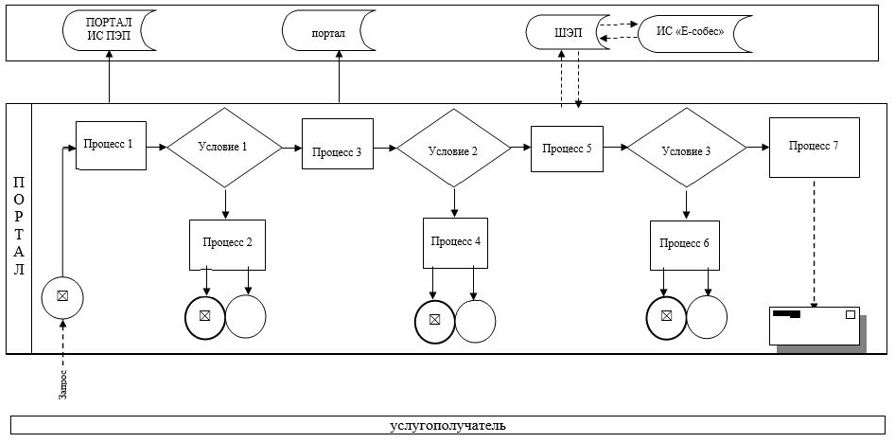 ПОРТАЛ
ИС ПЭП
портал
ШЭП
ИС «Е-собес»
ПОРТАЛ
Процесс 1
Условие 1
Процесс 3
Условие 2
Процесс 5
Условие 3
Процесс 7
Процесс 2
Процесс 4
Процесс 6
Запрос
услугополучатель